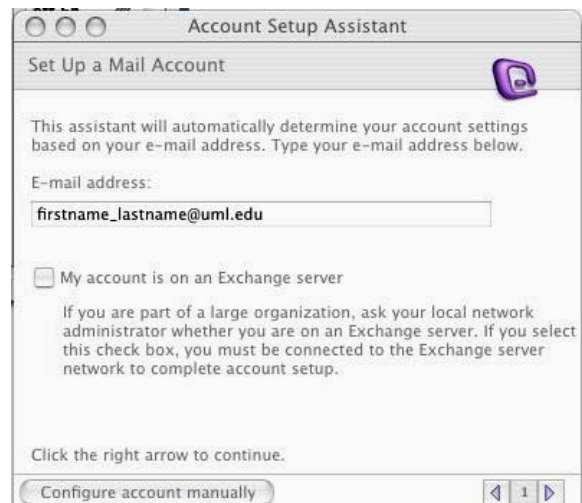 Account Setup Assistant
Set Up a Mail Account
This assistant will automatically determine your account settings
based on your e-mail address. Type your e-mail address below.
E-mail address:
firstname_lastname@uml.edu
My account is on an Exchange server
If you are part of a large organization, ask your local network
administrator whether you are on an Exchange server. If you select
this check box, you must be connected to the Exchange server
network to complete account setup.
Click the right arrow to continue.
Configure account manually
1